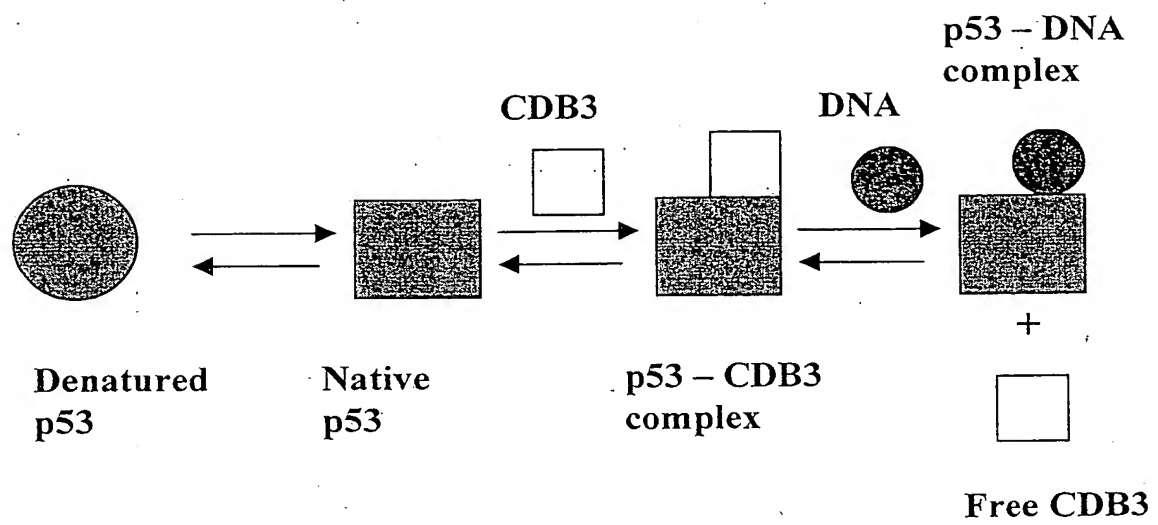 p53 – DNA
complex
CDB3
DNA
+
Denatured
p53
Native
p53
p53 – CDB3
complex
Free CDB3